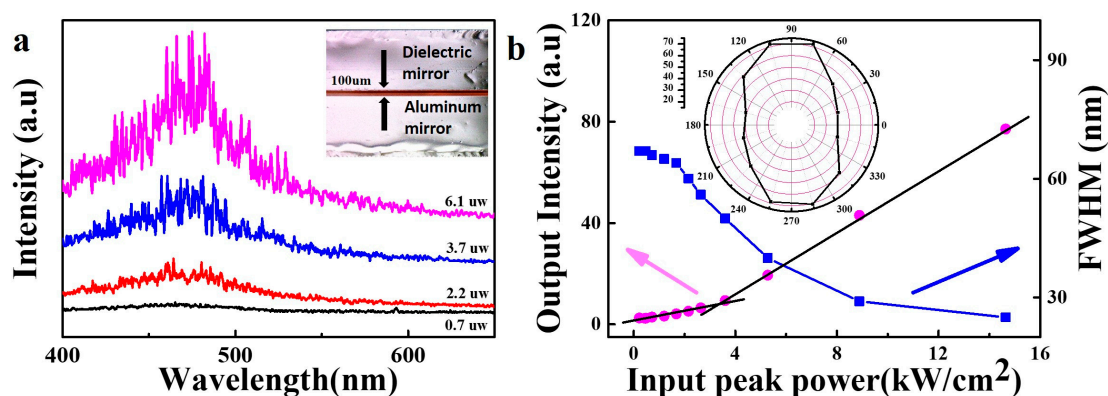 a
Intensity (a.u)
Dielectric
mirror
100um
Aluminum
mirror
6.1 uw
3.7 uw
2.2 uw
0.7 uw
400
500
600
Wavelength(nm)
b
Output Intensity (a.u)
80
40
0
70
60
50
40
30
20
90
60
30
0
330
300
270
240
210
180
150
120
90
60
30
FWHM (nm)
0
4
8
12
16
Input peak power(kW/cm2)